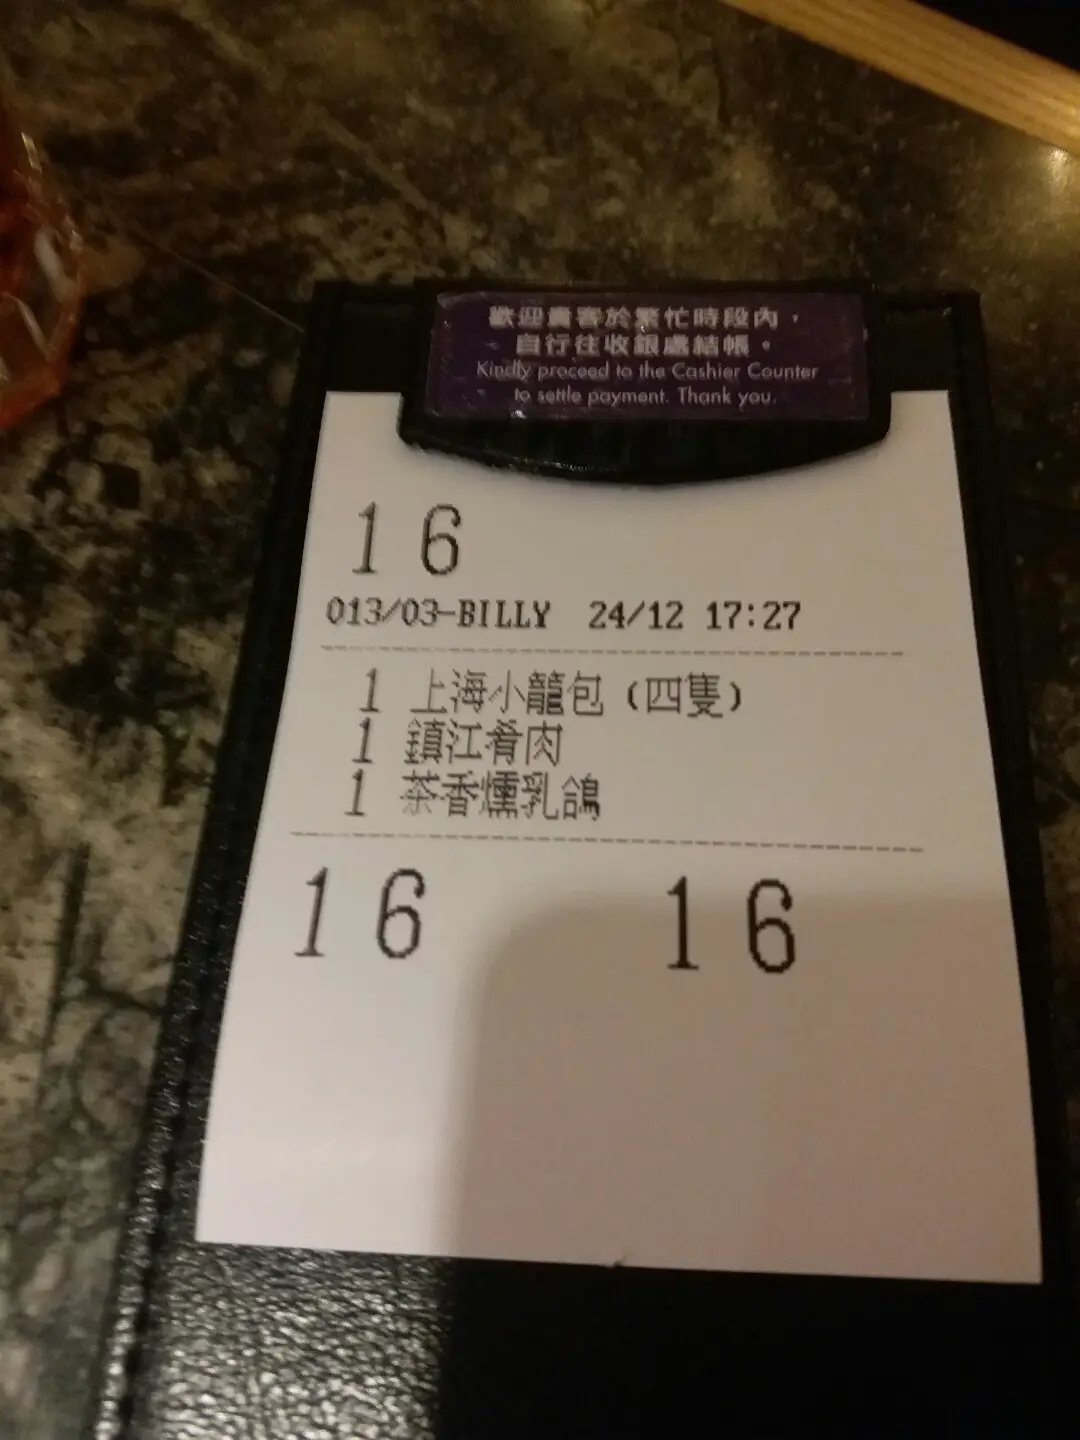 歡迎貴客於繁忙時段內，
自行往收銀處結帳。
Kindly proceed to the Cashier Counter
to settle payment. Thank you.
16
013/03-BILLY 24/12 17:27
1 上海小籠包 (四隻)
1 鎮江肴肉
1 茶香燻乳鴿
16 16